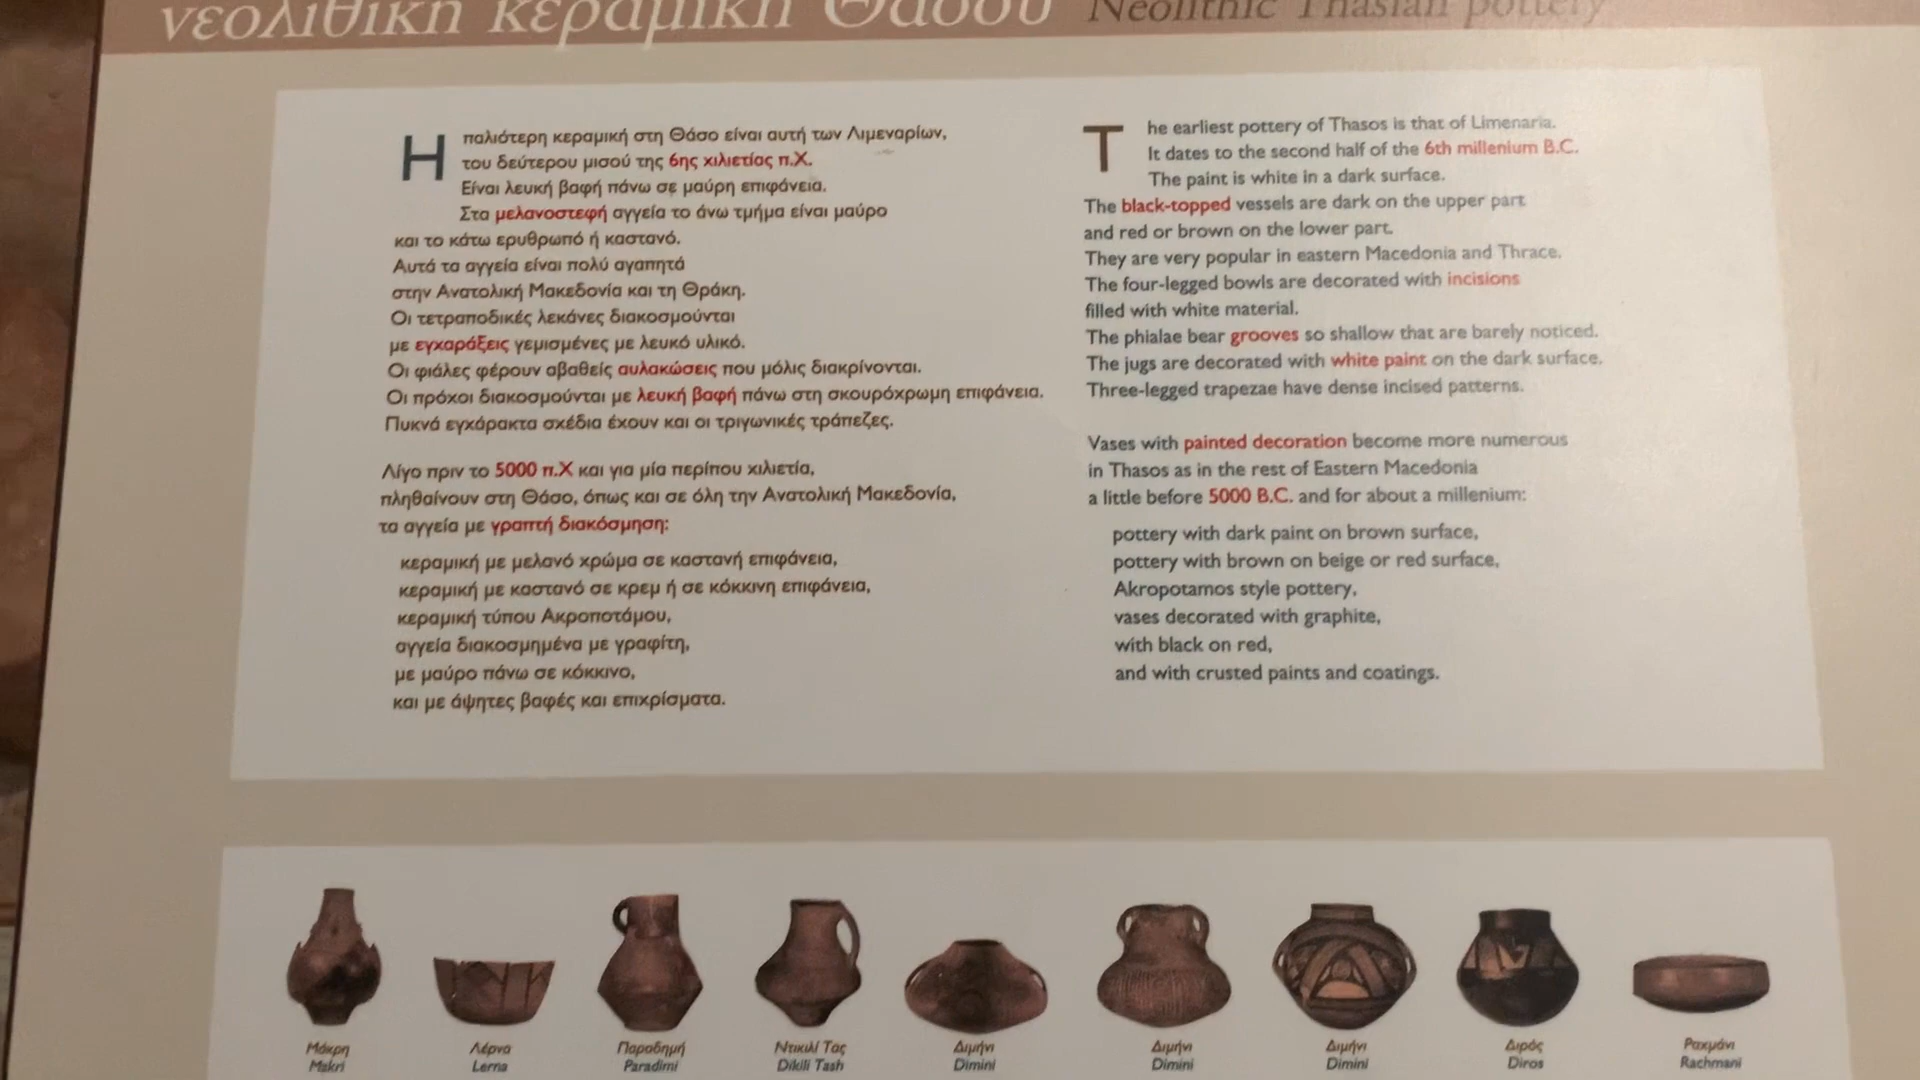 νεολιθική κεραμική Θάσου Neolithic Thasian pottery
Η παλιότερη κεραμική στη Θάσο είναι αυτή των Λιμεναρίων,
του δεύτερου μισού της 6ης χιλιετίας π.Χ.
Είναι λευκή βαφή πάνω σε μαύρη επιφάνεια.
Στα μελανοστεφή αγγεία το άνω τμήμα είναι μαύρο
και το κάτω ερυθρωπό ή καστανό.
Αυτά τα αγγεία είναι πολύ αγαπητά
στην Ανατολική Μακεδονία και τη Θράκη.
Οι τετραποδικές λεκάνες διακοσμούνται
με εγχαράξεις γεμισμένες με λευκό υλικό.
Οι φιάλες φέρουν αβαθείς αυλακώσεις που μόλις διακρίνονται.
Οι πρόχοι διακοσμούνται με λευκή βαφή πάνω στη σκουρόχρωμη επιφάνεια.
Πυκνά εγχάρακτα σχέδια έχουν και οι τριγωνικές τράπεζες.
Λίγο πριν το 5000 π.Χ και για μία περίπου χιλιετία,
πληθαίνουν στη Θάσο, όπως και σε όλη την Ανατολική Μακεδονία,
τα αγγεία με γραπτή διακόσμηση:
κεραμική με μελανό χρώμα σε καστανή επιφάνεια,
κεραμική με καστανό σε κρεμ ή σε κόκκινη επιφάνεια,
κεραμική τύπου Ακροποτάμου,
αγγεία διακοσμημένα με γραφίτη,
με μαύρο πάνω σε κόκκινο,
και με άψητες βαφές και επιχρίσματα.
The earliest pottery of Thasos is that of Limenaria.
It dates to the second half of the 6th millenium B.C.
The paint is white in a dark surface.
The black-topped vessels are dark on the upper part
and red or brown on the lower part.
They are very popular in eastern Macedonia and Thrace.
The four-legged bowls are decorated with incisions
filled with white material.
The phialae bear grooves so shallow that are barely noticed.
The jugs are decorated with white paint on the dark surface.
Three-legged trapezae have dense incised patterns.
Vases with painted decoration become more numerous
in Thasos as in the rest of Eastern Macedonia
a little before 5000 B.C. and for about a millenium:
pottery with dark paint on brown surface,
pottery with brown on beige or red surface,
Akropotamos style pottery,
vases decorated with graphite,
with black on red,
and with crusted paints and coatings.
Μάκρη
Makri
Λέρνα
Lerna
Παραδημή
Paradimi
Ντικιλί Τας
Dikili Tash
Διμήνι
Dimini
Διμήνι
Dimini
Διμήνι
Dimini
Διρός
Diros
Ραχμάνι
Rachmani